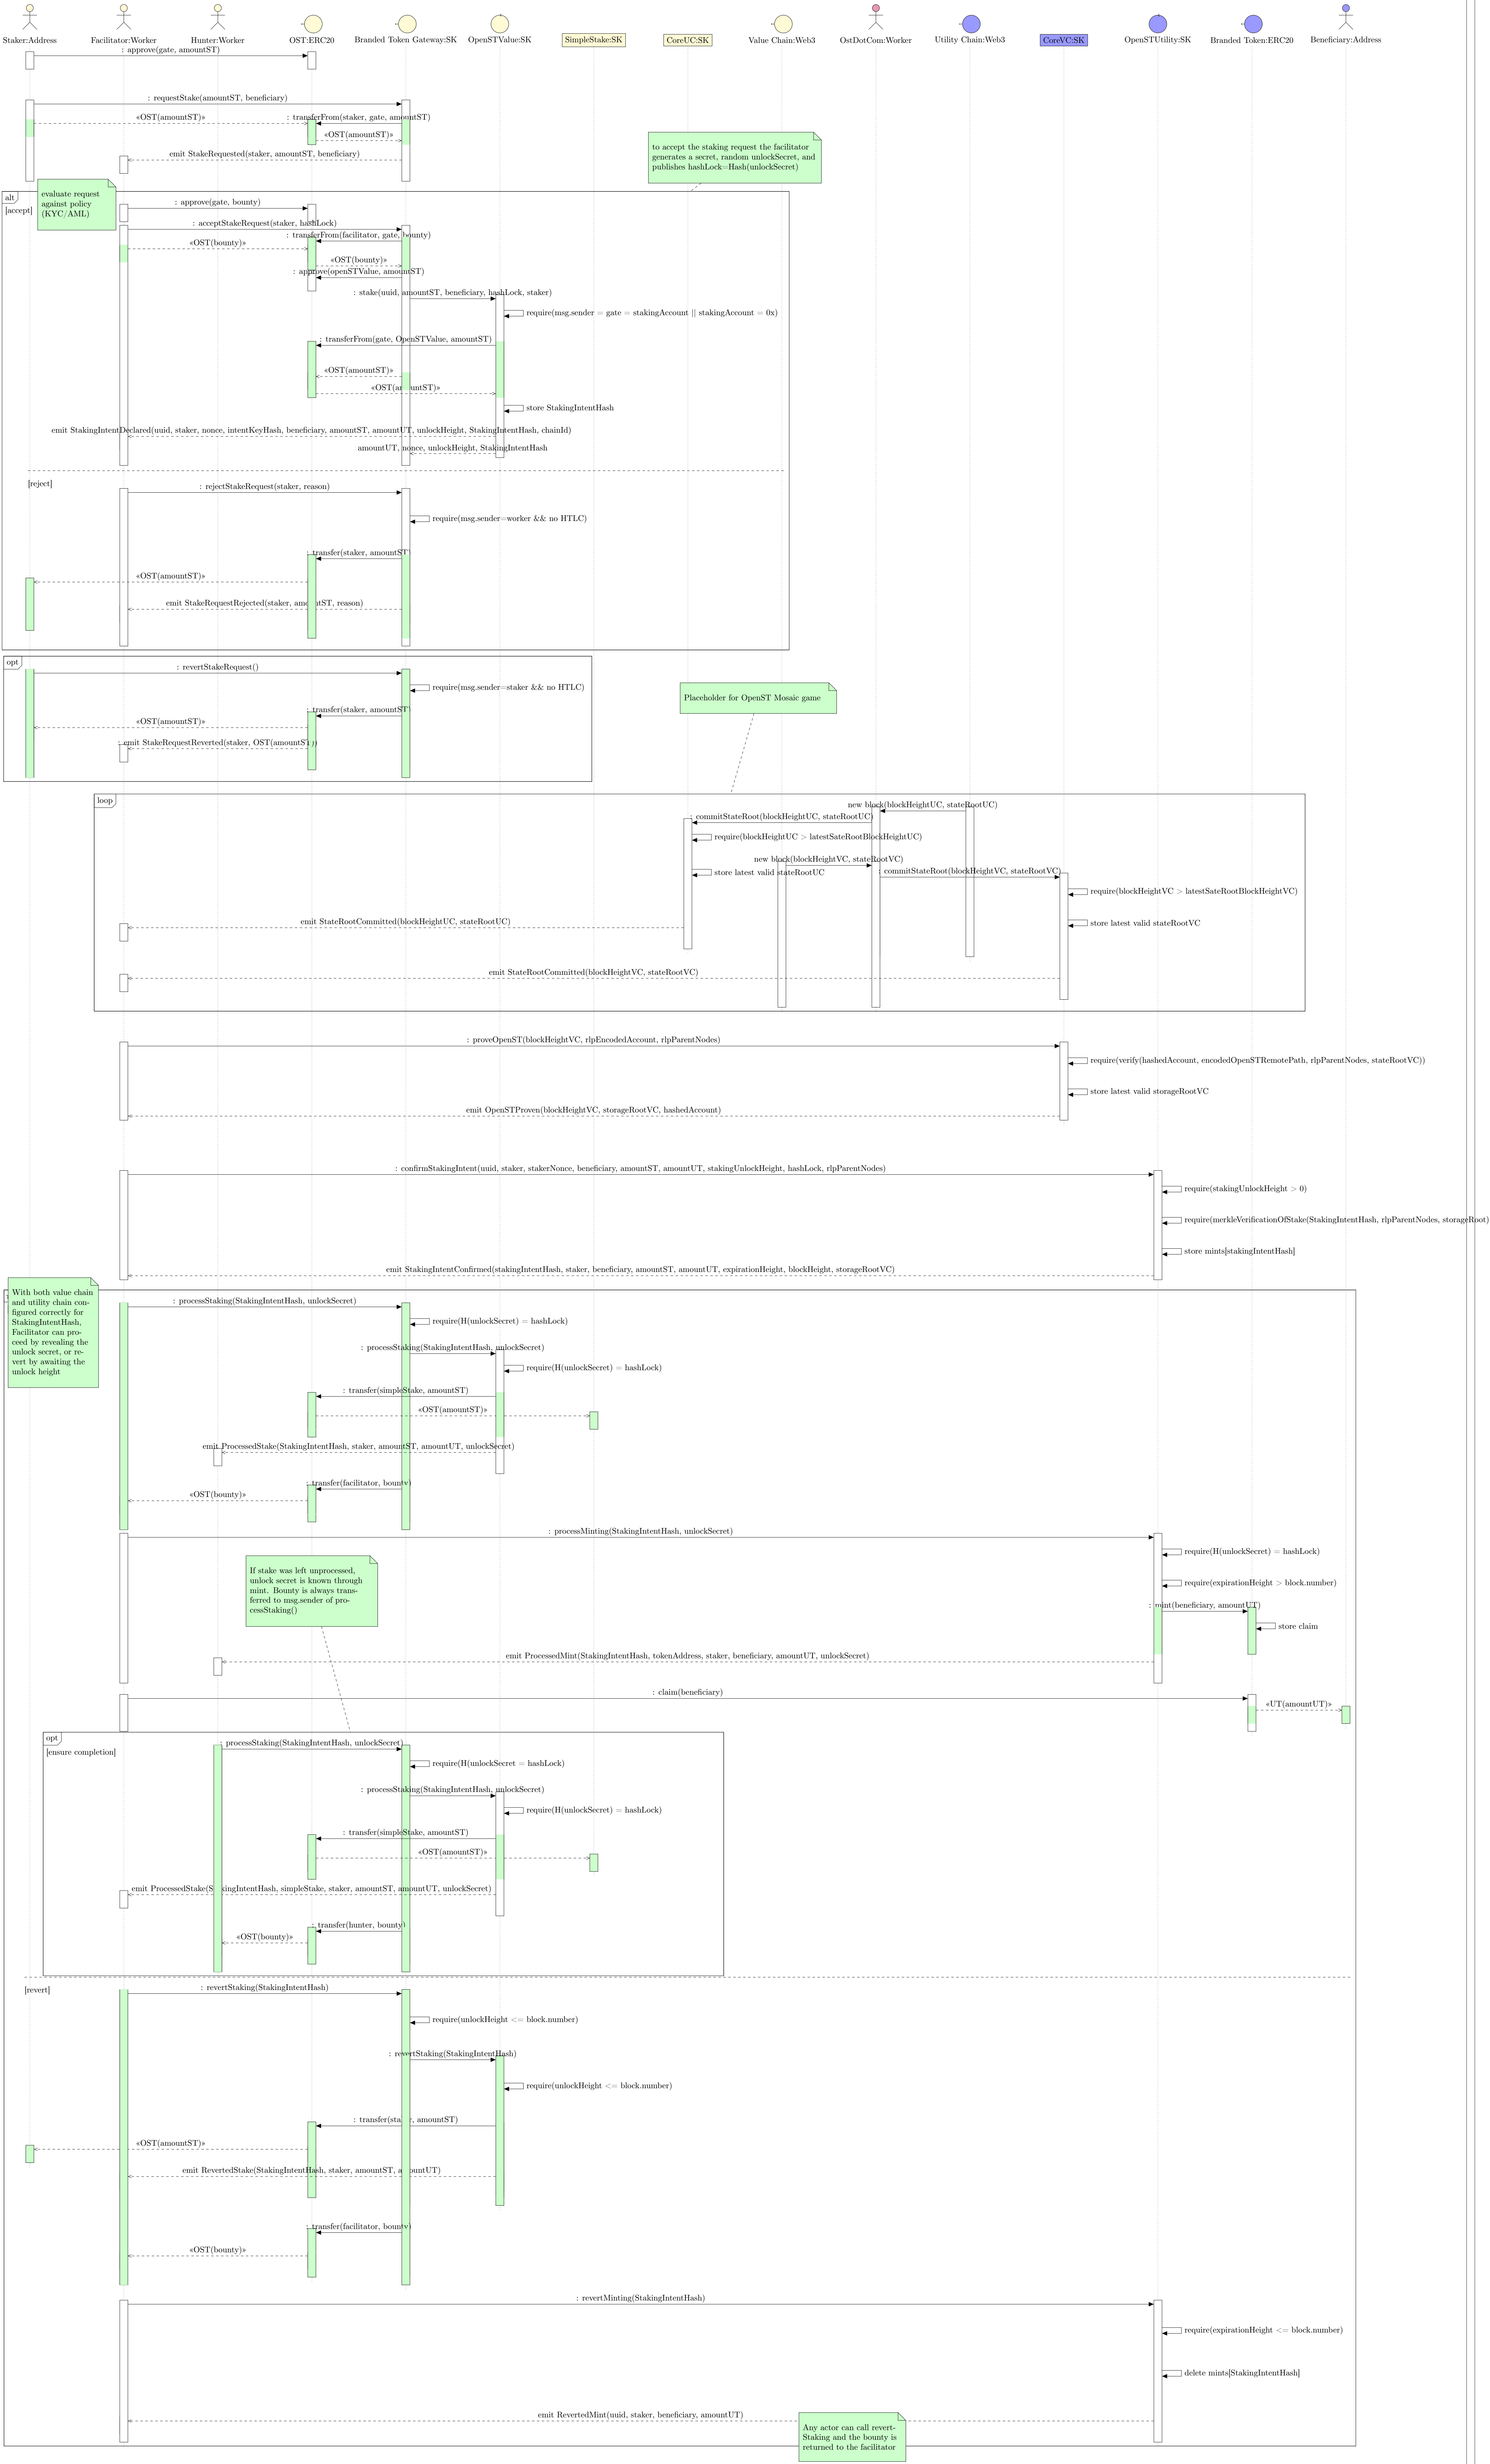 Staker:Address
Facilitator:Worker
Hunter:Worker
OST:ERC20
Branded Token Gateway:SK
OpenSTValue:SK
SimpleStake:SK
CoreUC:SK
Value Chain:Web3
OstDotCom:Worker
Utility Chain:Web3
CoreVC:SK
OpenSTUtility:SK
Branded Token:ERC20
Beneficiary:Address
: approve(gate, amountST)
: requestStake(amountST, beneficiary)
«OST(amountST)»
: transferFrom(staker, gate, amountST)
«OST(amountST)»
emit StakeRequested(staker, amountST, beneficiary)
to accept the staking request the facilitator
generates a secret, random unlockSecret, and
publishes hashLock=Hash(unlockSecret)
alt
[accept]
evaluate request
against policy
(KYC/AML)
: approve(gate, bounty)
: acceptStakeRequest(staker, hashLock)
: transferFrom(facilitator, gate, bounty)
«OST(bounty)»
«OST(bounty)»
: approve(openSTValue, amountST)
: stake(uuid, amountST, beneficiary, hashLock, staker)
require(msg.sender = gate = stakingAccount || stakingAccount = 0x)
: transferFrom(gate, OpenSTValue, amountST)
«OST(amountST)»
«OST(amountST)»
store StakingIntentHash
emit StakingIntentDeclared(uuid, staker, nonce, intentKeyHash, beneficiary, amountST, amountUT, unlockHeight, StakingIntentHash, chainId)
amountUT, nonce, unlockHeight, StakingIntentHash
[reject]
: rejectStakeRequest(staker, reason)
require(msg.sender=worker && no HTLC)
: transfer(staker, amountST)
«OST(amountST)»
emit StakeRequestRejected(staker, amountST, reason)
opt
: revertStakeRequest()
require(msg.sender=staker && no HTLC)
: transfer(staker, amountST)
«OST(amountST)»
: emit StakeRequestReverted(staker, OST(amountST))
Placeholder for OpenST Mosaic game
loop
new block(blockHeightUC, stateRootUC)
: commitStateRoot(blockHeightUC, stateRootUC)
require(blockHeightUC > latestSateRootBlockHeightUC)
new block(blockHeightVC, stateRootVC)
store latest valid stateRootUC
: commitStateRoot(blockHeightVC, stateRootVC)
require(blockHeightVC > latestSateRootBlockHeightVC)
emit StateRootCommitted(blockHeightUC, stateRootUC)
store latest valid stateRootVC
emit StateRootCommitted(blockHeightVC, stateRootVC)
: proveOpenST(blockHeightVC, rlpEncodedAccount, rlpParentNodes)
require(verify(hashedAccount, encodedOpenSTRemotePath, rlpParentNodes, stateRootVC))
store latest valid storageRootVC
emit OpenSTProven(blockHeightVC, storageRootVC, hashedAccount)
: confirmStakingIntent(uuid, staker, stakerNonce, beneficiary, amountST, amountUT, stakingUnlockHeight, hashLock, rlpParentNodes)
require(stakingUnlockHeight > 0)
require(merkleVerificationOfStake(StakingIntentHash, rlpParentNodes, storageRoot)
store mints[stakingIntentHash]
emit StakingIntentConfirmed(stakingIntentHash, staker, beneficiary, amountST, amountUT, expirationHeight, blockHeight, storageRootVC)
With both value chain
and utility chain con-
figured correctly for
StakingIntentHash,
Facilitator can pro-
ceed by revealing the
unlock secret, or re-
vert by awaiting the
unlock height
: processStaking(StakingIntentHash, unlockSecret)
require(H(unlockSecret) = hashLock)
: processStaking(StakingIntentHash, unlockSecret)
require(H(unlockSecret) = hashLock)
: transfer(simpleStake, amountST)
«OST(amountST)»
emit ProcessedStake(StakingIntentHash, staker, amountST, amountUT, unlockSecret)
: transfer(facilitator, bounty)
«OST(bounty)»
: processMinting(StakingIntentHash, unlockSecret)
require(H(unlockSecret) = hashLock)
If stake was left unprocessed,
unlock secret is known through
mint. Bounty is always trans-
ferred to msg.sender of pro-
cessStaking()
require(expirationHeight > block.number)
: mint(beneficiary, amountUT)
store claim
emit ProcessedMint(StakingIntentHash, tokenAddress, staker, beneficiary, amountUT, unlockSecret)
: claim(beneficiary)
«UT(amountUT)»
opt
[ensure completion]
: processStaking(StakingIntentHash, unlockSecret)
require(H(unlockSecret = hashLock)
: processStaking(StakingIntentHash, unlockSecret)
require(H(unlockSecret) = hashLock)
: transfer(simpleStake, amountST)
«OST(amountST)»
emit ProcessedStake(StakingIntentHash, simpleStake, staker, amountST, amountUT, unlockSecret)
: transfer(hunter, bounty)
«OST(bounty)»
[revert]
: revertStaking(StakingIntentHash)
require(unlockHeight <= block.number)
: revertStaking(StakingIntentHash)
require(unlockHeight <= block.number)
: transfer(staker, amountST)
«OST(amountST)»
emit RevertedStake(StakingIntentHash, staker, amountST, amountUT)
: transfer(facilitator, bounty)
«OST(bounty)»
: revertMinting(StakingIntentHash)
require(expirationHeight <= block.number)
delete mints[StakingIntentHash]
emit RevertedMint(uuid, staker, beneficiary, amountUT)
Any actor can call revert-
Staking and the bounty is
returned to the facilitator